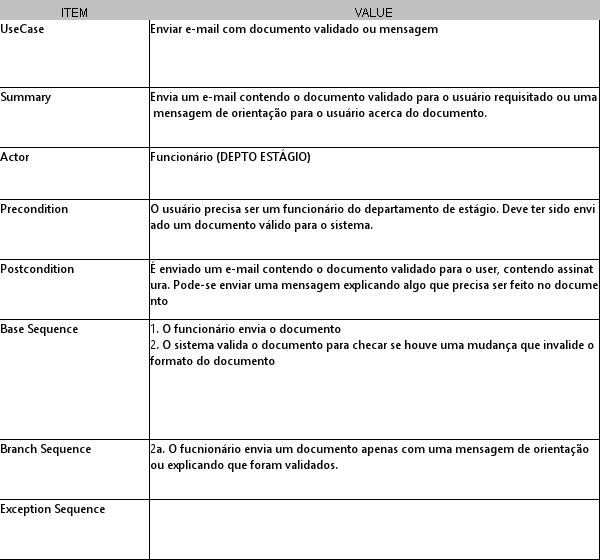 ITEM VALUE
UseCase Enviar e-mail com documento validado ou mensagem
Summary Envia um e-mail contendo o documento validado para o usuário requisitado ou uma
mensagem de orientação para o usuário acerca do documento.
Actor Funcionário (DEPTO ESTÁGIO)
Precondition O usuário precisa ser um funcionário do departamento de estágio. Deve ter sido envi
ado um documento válido para o sistema.
Postcondition É enviado um e-mail contendo o documento validado para o user, contendo assinat
ura. Pode-se enviar uma mensagem explicando algo que precisa ser feito no docume
nto
Base Sequence 1. O funcionário envia o documento
2. O sistema valida o documento para checar se houve uma mudança que invalide o
formato do documento
Branch Sequence 2a. O fucnionário envia um documento apenas com uma mensagem de orientação
ou explicando que foram validados.
Exception Sequence